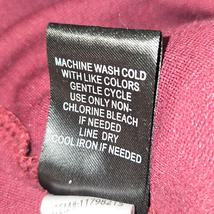 MACHINE WASH COLD
WITH LIKE COLORS
GENTLE CYCLE
USE ONLY NON-
CHLORINE BLEACH
IF NEEDED
LINE DRY
COOL IRON IF NEEDED